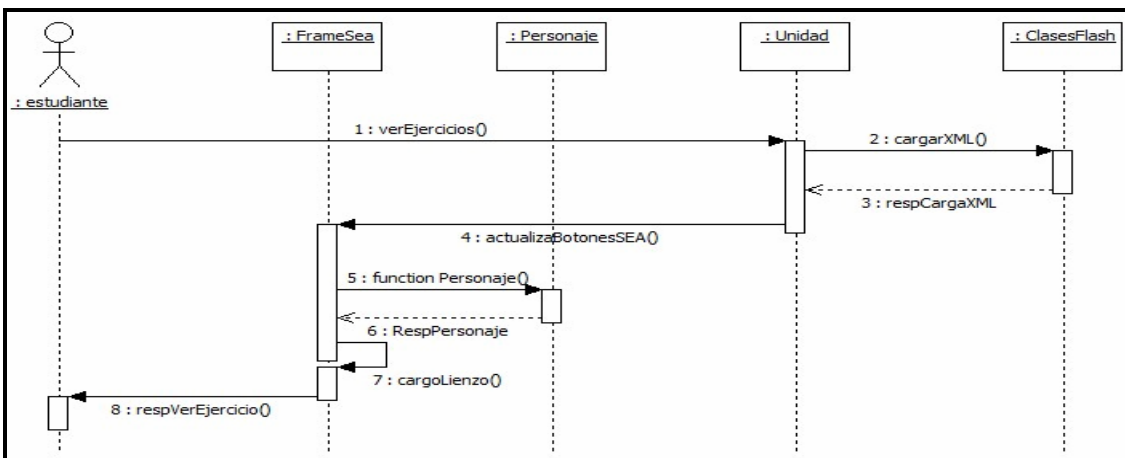 : FrameSea
: Personaje
: Unidad
: ClasesFlash
: estudiante
1 : verEjercicios()
2 : cargarXML()
3 : respCargaXML
4 : actualizaBotonesSEA()
5 : function Personaje()
6 : RespPersonaje
7 : cargoLienzo()
8 : respVerEjercicio()